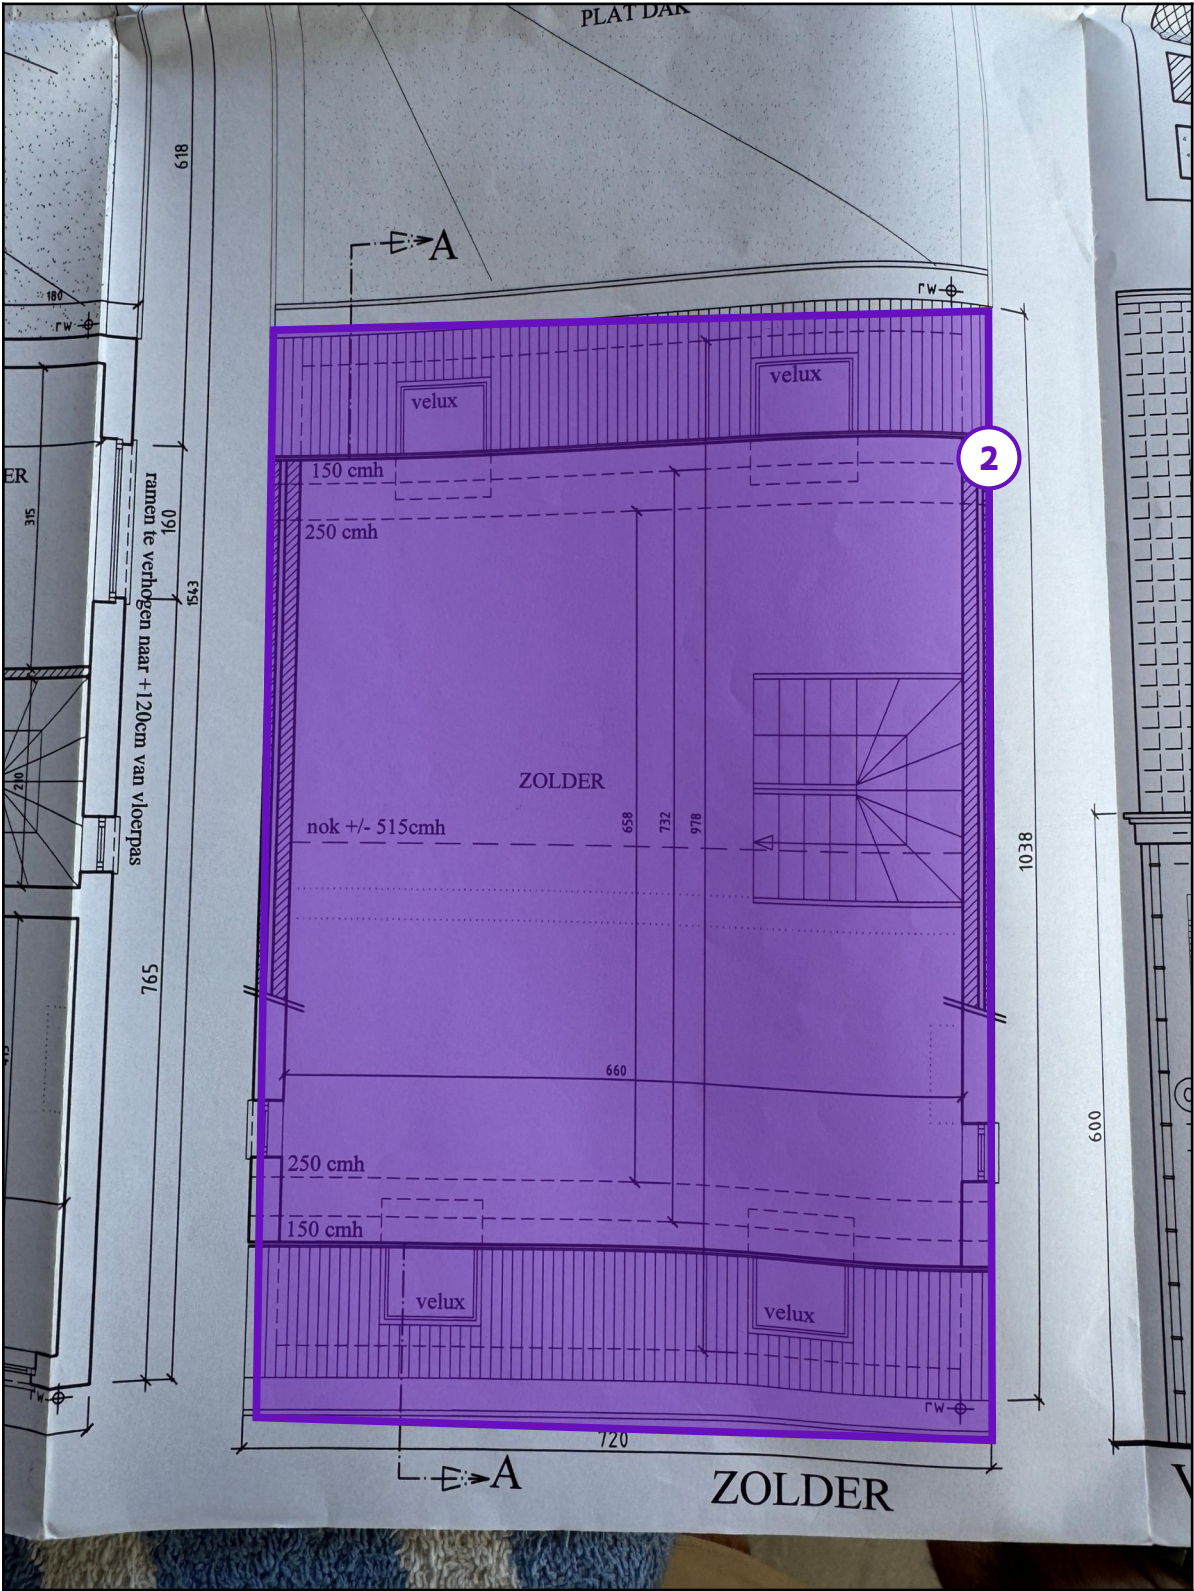 PLAT DAK
618
A
180
rw
rw
velux
velux
2
150 cmh
ER
250 cmh
315
160
ramen te verhogen naar +120cm van vloerpas
1543
210
ZOLDER
nok +/- 515cmh
658
732
978
1038
765
660
600
250 cmh
150 cmh
velux
velux
rw
rw
720
A
ZOLDER